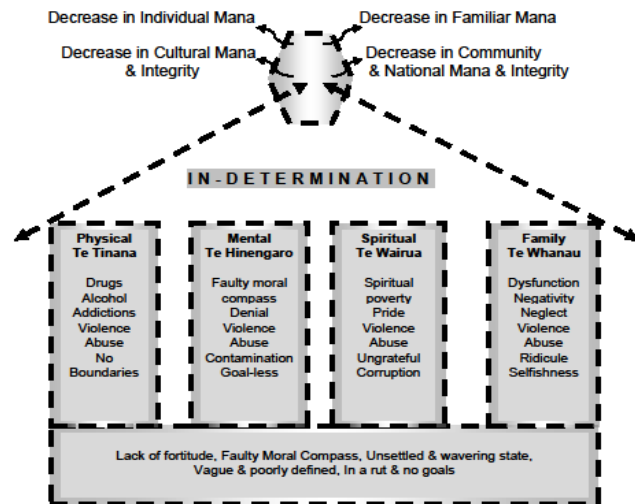 Decrease in Individual Mana
Decrease in Familiar Mana
Decrease in Cultural Mana
& Integrity
Decrease in Community
& National Mana & Integrity
IN-DETERMINATION
Physical
Te Tinana
Drugs
Alcohol
Addictions
Violence
Abuse
No
Boundaries
Mental
Te Hinengaro
Faulty moral
compass
Denial
Violence
Abuse
Contamination
Goal-less
Spiritual
Te Wairua
Spiritual
poverty
Pride
Violence
Abuse
Ungrateful
Corruption
Family
Te Whanau
Dysfunction
Negativity
Neglect
Violence
Abuse
Ridicule
Selfishness
Lack of fortitude, Faulty Moral Compass, Unsettled & wavering state,
Vague & poorly defined, In a rut & no goals